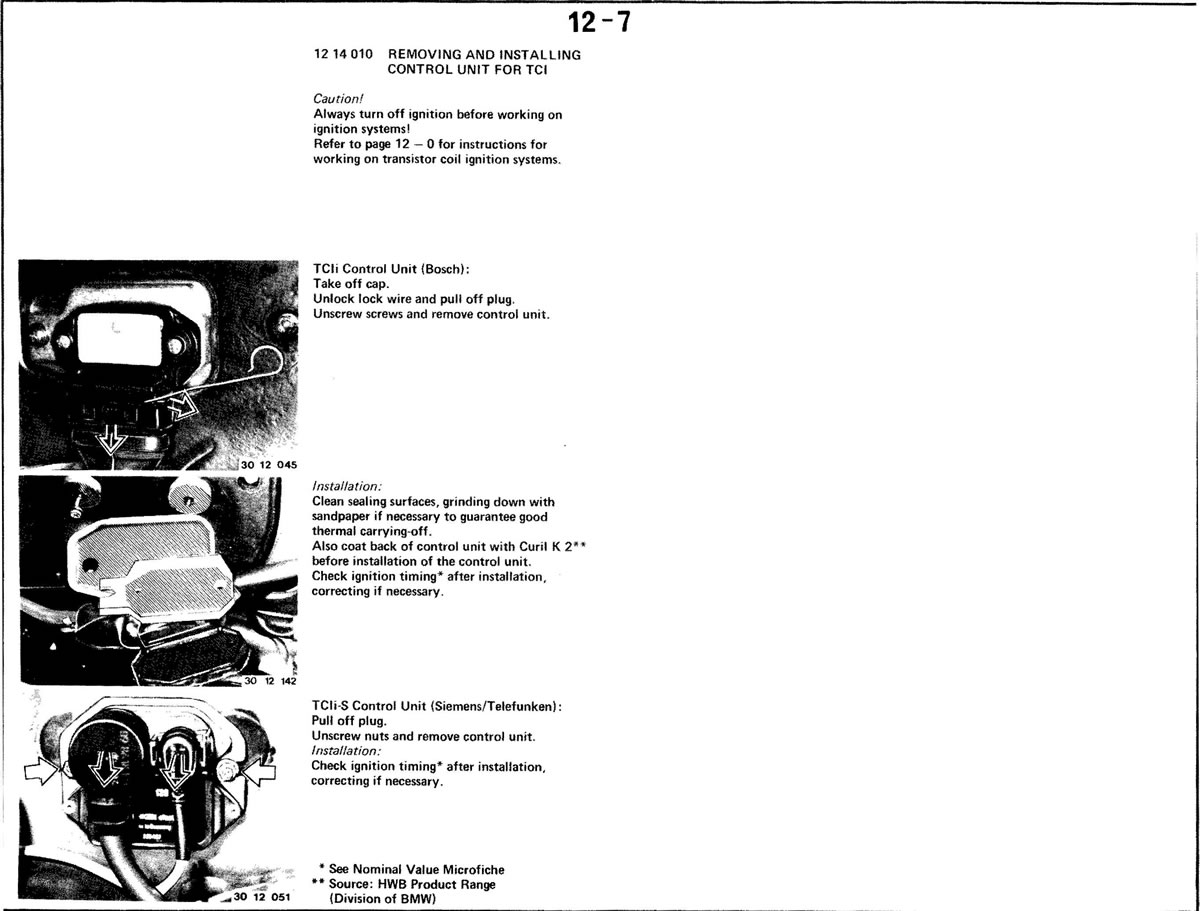 12-7
12 14 010 REMOVING AND INSTALLING
CONTROL UNIT FOR TCI
Caution!
Always turn off ignition before working on
ignition systems!
Refer to page 12 – 0 for instructions for
working on transistor coil ignition systems.
TCIi Control Unit (Bosch):
Take off cap.
Unlock lock wire and pull off plug.
Unscrew screws and remove control unit.
30 12 045
Installation:
Clean sealing surfaces, grinding down with
sandpaper if necessary to guarantee good
thermal carrying-off.
Also coat back of control unit with Curil K 2**
before installation of the control unit.
Check ignition timing* after installation,
correcting if necessary.
30 12 142
TCIi-S Control Unit (Siemens/Telefunken):
Pull off plug.
Unscrew nuts and remove control unit.
Installation:
Check ignition timing* after installation,
correcting if necessary.
30 12 051
* See Nominal Value Microfiche
** Source: HWB Product Range
(Division of BMW)